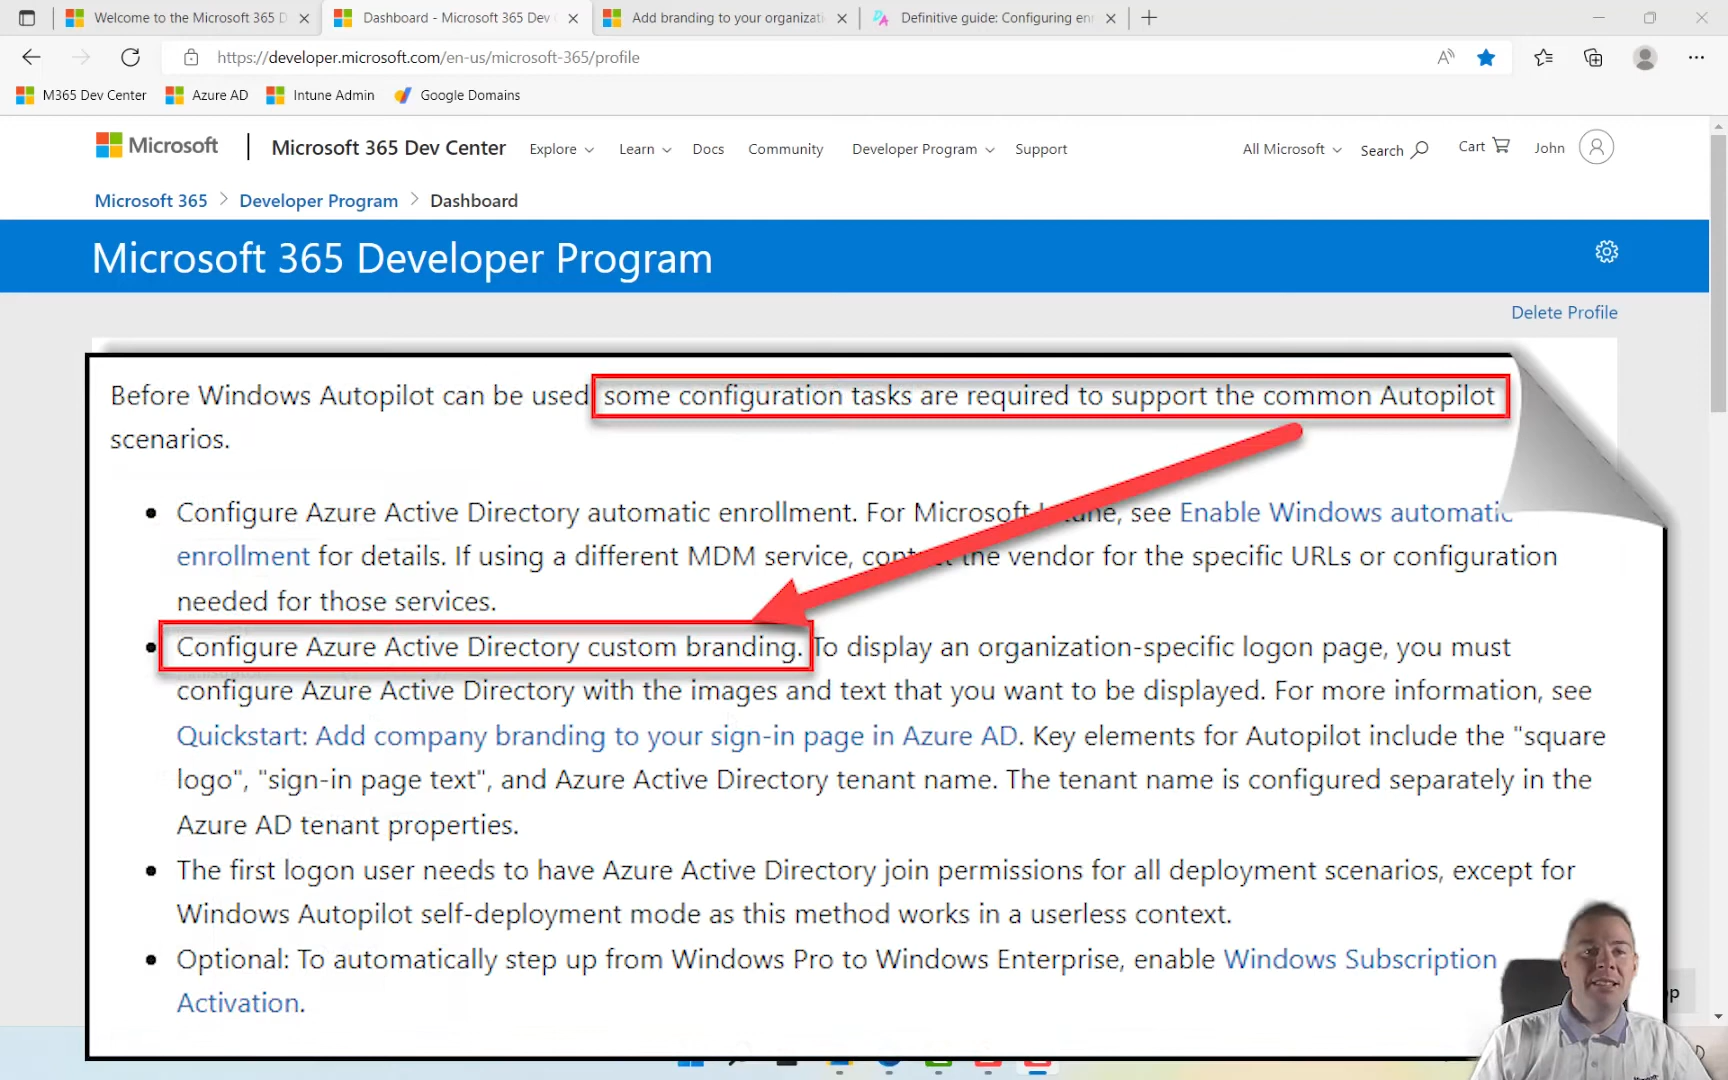 Welcome to the Microsoft 365 D
Dashboard - Microsoft 365 Dev
Add branding to your organizati
Definitive guide: Configuring en
https://developer.microsoft.com/en-us/microsoft-365/profile
M365 Dev Center
Azure AD
Intune Admin
Google Domains
Microsoft
Microsoft 365 Dev Center
Explore
Learn
Docs
Community
Developer Program
Support
All Microsoft
Search
Cart
John
Microsoft 365 > Developer Program > Dashboard
Microsoft 365 Developer Program
Delete Profile
Before Windows Autopilot can be used some configuration tasks are required to support the common Autopilot
scenarios.
• Configure Azure Active Directory automatic enrollment. For Microsoft see Enable Windows automatic
enrollment for details. If using a different MDM service, the vendor for the specific URLs or configuration
needed for those services.
• Configure Azure Active Directory custom branding. To display an organization-specific logon page, you must
configure Azure Active Directory with the images and text that you want to be displayed. For more information, see
Quickstart: Add company branding to your sign-in page in Azure AD. Key elements for Autopilot include the "square
logo", "sign-in page text", and Azure Active Directory tenant name. The tenant name is configured separately in the
Azure AD tenant properties.
• The first logon user needs to have Azure Active Directory join permissions for all deployment scenarios, except for
Windows Autopilot self-deployment mode as this method works in a userless context.
• Optional: To automatically step up from Windows Pro to Windows Enterprise, enable Windows Subscription
Activation.